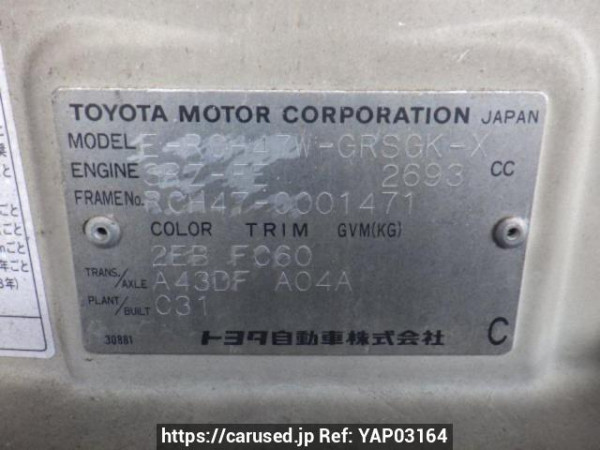 TOYOTA MOTOR CORPORATION JAPAN
MODEL E-RCH47W-GRSGK-X
ENGINE 3RZ-FE 2693 CC
FRAME No. RCH47-0001471
COLOR TRIM GVM(KG)
2EB FC60
TRANS./AXLE A43DF A04A
PLANT/BUILT C31
30881 トヨタ自動車株式会社 C
https://carused.jp Ref: YAP03164